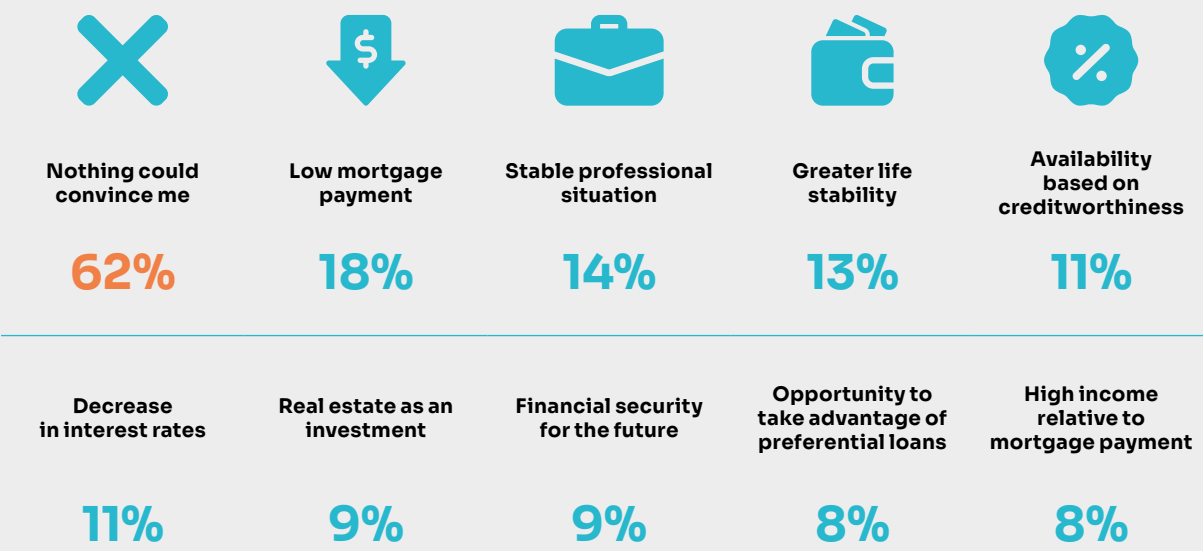 $
%
Nothing could
convince me
62%
Low mortgage
payment
18%
Stable professional
situation
14%
Greater life
stability
13%
Availability
based on
creditworthiness
11%
Decrease
in interest rates
11%
Real estate as an
investment
9%
Financial security
for the future
9%
Opportunity to
take advantage of
preferential loans
8%
High income
relative to
mortgage payment
8%